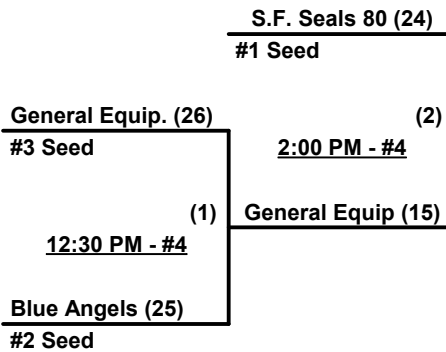 S.F. Seals 80 (24)
#1 Seed
General Equip. (26)
(2)
#3 Seed
2:00 PM - #4
(1)
General Equip (15)
12:30 PM - #4
Blue Angels (25)
#2 Seed